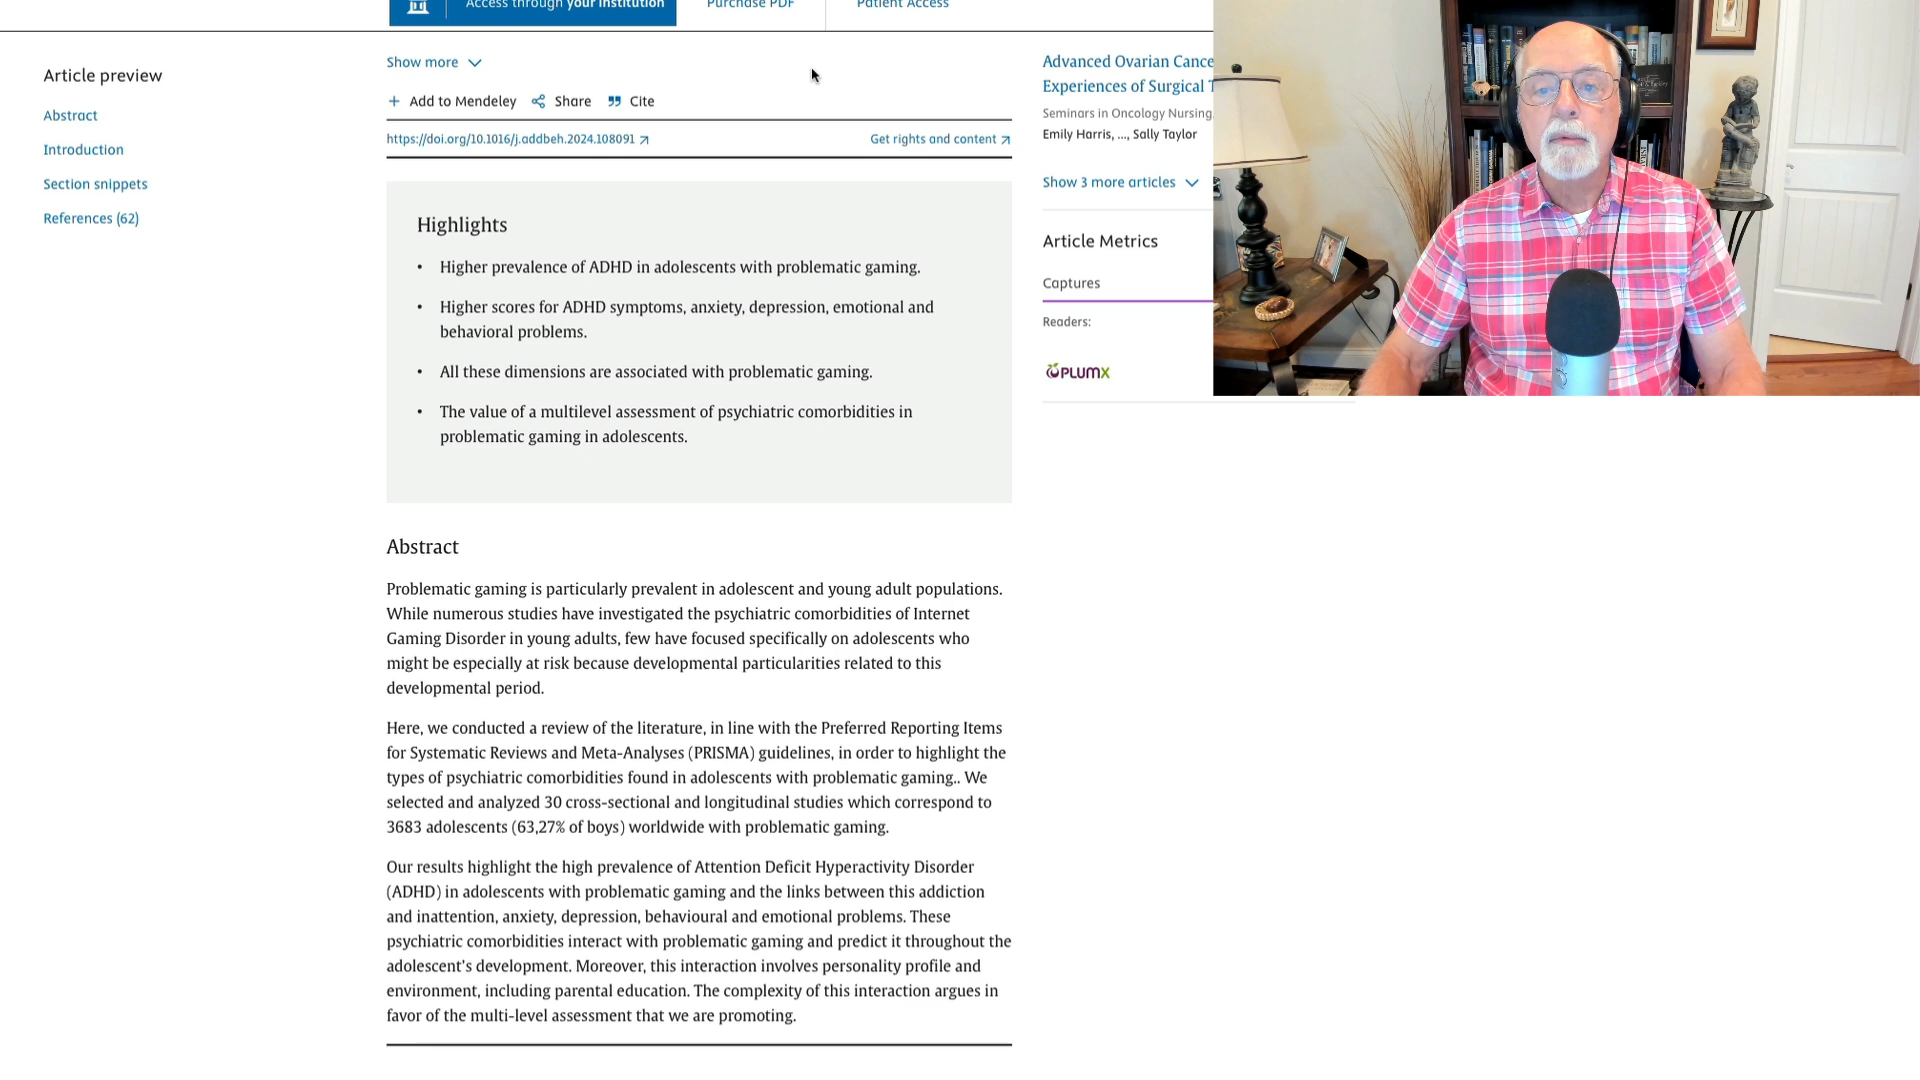 Access through your institution
Purchase PDF
Patient Access
Article preview
Abstract
Introduction
Section snippets
References (62)
Show more
Add to Mendeley
Share
Cite
https://doi.org/10.1016/j.addbeh.2024.108091
Get rights and content
Highlights
• Higher prevalence of ADHD in adolescents with problematic gaming.
• Higher scores for ADHD symptoms, anxiety, depression, emotional and
behavioral problems.
• All these dimensions are associated with problematic gaming.
• The value of a multilevel assessment of psychiatric comorbidities in
problematic gaming in adolescents.
Abstract
Problematic gaming is particularly prevalent in adolescent and young adult populations.
While numerous studies have investigated the psychiatric comorbidities of Internet
Gaming Disorder in young adults, few have focused specifically on adolescents who
might be especially at risk because developmental particularities related to this
developmental period.
Here, we conducted a review of the literature, in line with the Preferred Reporting Items
for Systematic Reviews and Meta-Analyses (PRISMA) guidelines, in order to highlight the
types of psychiatric comorbidities found in adolescents with problematic gaming.. We
selected and analyzed 30 cross-sectional and longitudinal studies which correspond to
3683 adolescents (63,27% of boys) worldwide with problematic gaming.
Our results highlight the high prevalence of Attention Deficit Hyperactivity Disorder
(ADHD) in adolescents with problematic gaming and the links between this addiction
and inattention, anxiety, depression, behavioural and emotional problems. These
psychiatric comorbidities interact with problematic gaming and predict it throughout the
adolescent's development. Moreover, this interaction involves personality profile and
environment, including parental education. The complexity of this interaction argues in
favor of the multi-level assessment that we are promoting.
Advanced Ovarian Cance
Experiences of Surgical T
Seminars in Oncology Nursing,
Emily Harris, ..., Sally Taylor
Show 3 more articles
Article Metrics
Captures
Readers:
PLUMX